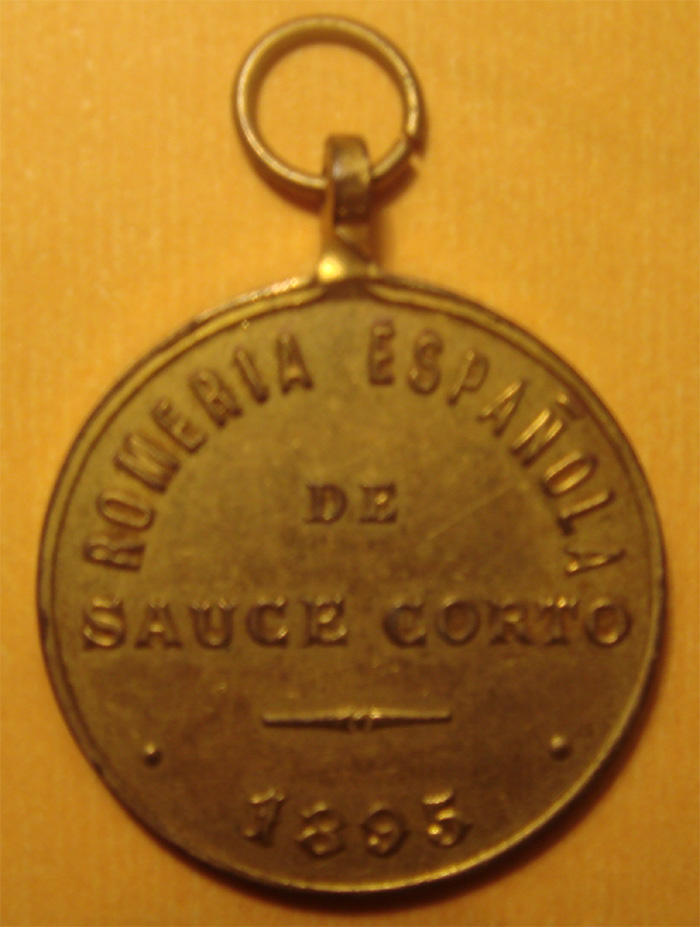 ROMERIA ESPAÑOLA
DE
SAUCE CORTO
1895